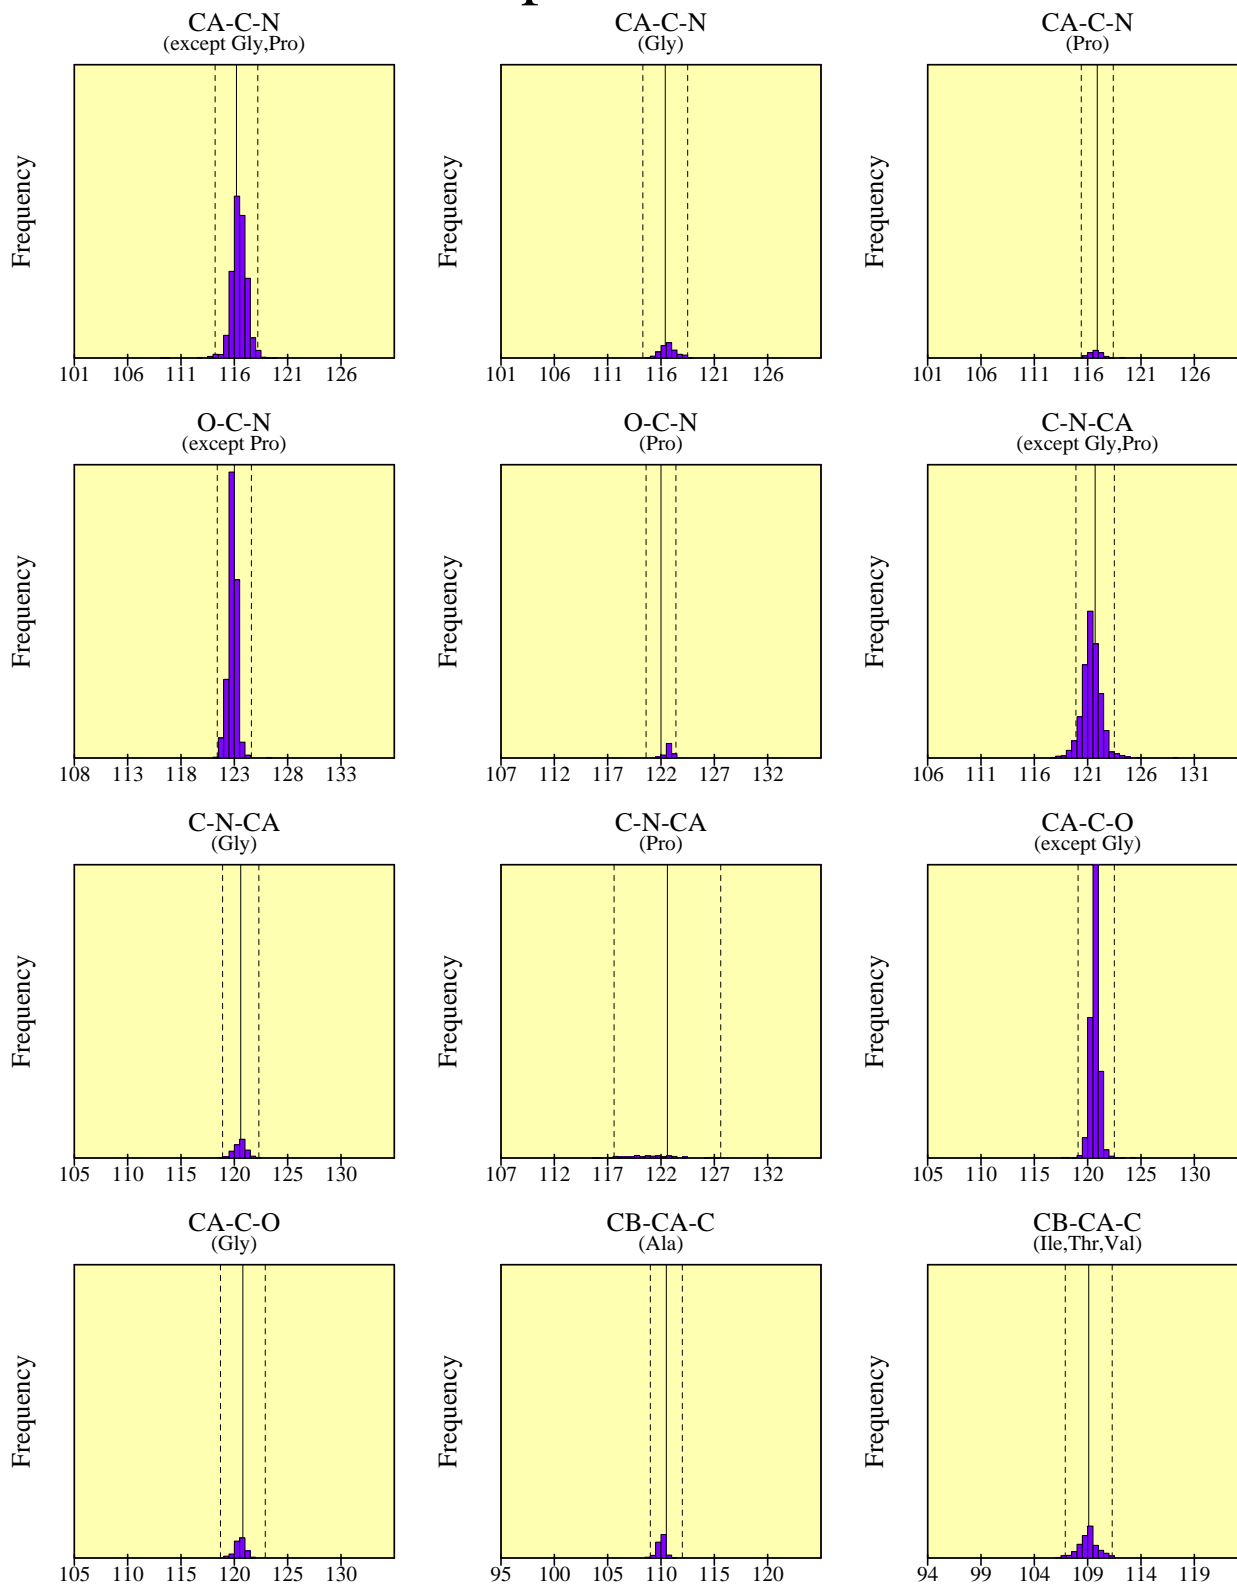 CA-C-N
(except Gly,Pro)
CA-C-N
(Gly)
CA-C-N
(Pro)
Frequency
Frequency
Frequency
101 106 111 116 121 126
101 106 111 116 121 126
101 106 111 116 121 126
O-C-N
(except Pro)
O-C-N
(Pro)
C-N-CA
(except Gly,Pro)
Frequency
Frequency
Frequency
108 113 118 123 128 133
107 112 117 122 127 132
106 111 116 121 126 131
C-N-CA
(Gly)
C-N-CA
(Pro)
CA-C-O
(except Gly)
Frequency
Frequency
Frequency
105 110 115 120 125 130
107 112 117 122 127 132
105 110 115 120 125 130
CA-C-O
(Gly)
CB-CA-C
(Ala)
CB-CA-C
(Ile,Thr,Val)
Frequency
Frequency
Frequency
105 110 115 120 125 130
95 100 105 110 115 120
94 99 104 109 114 119